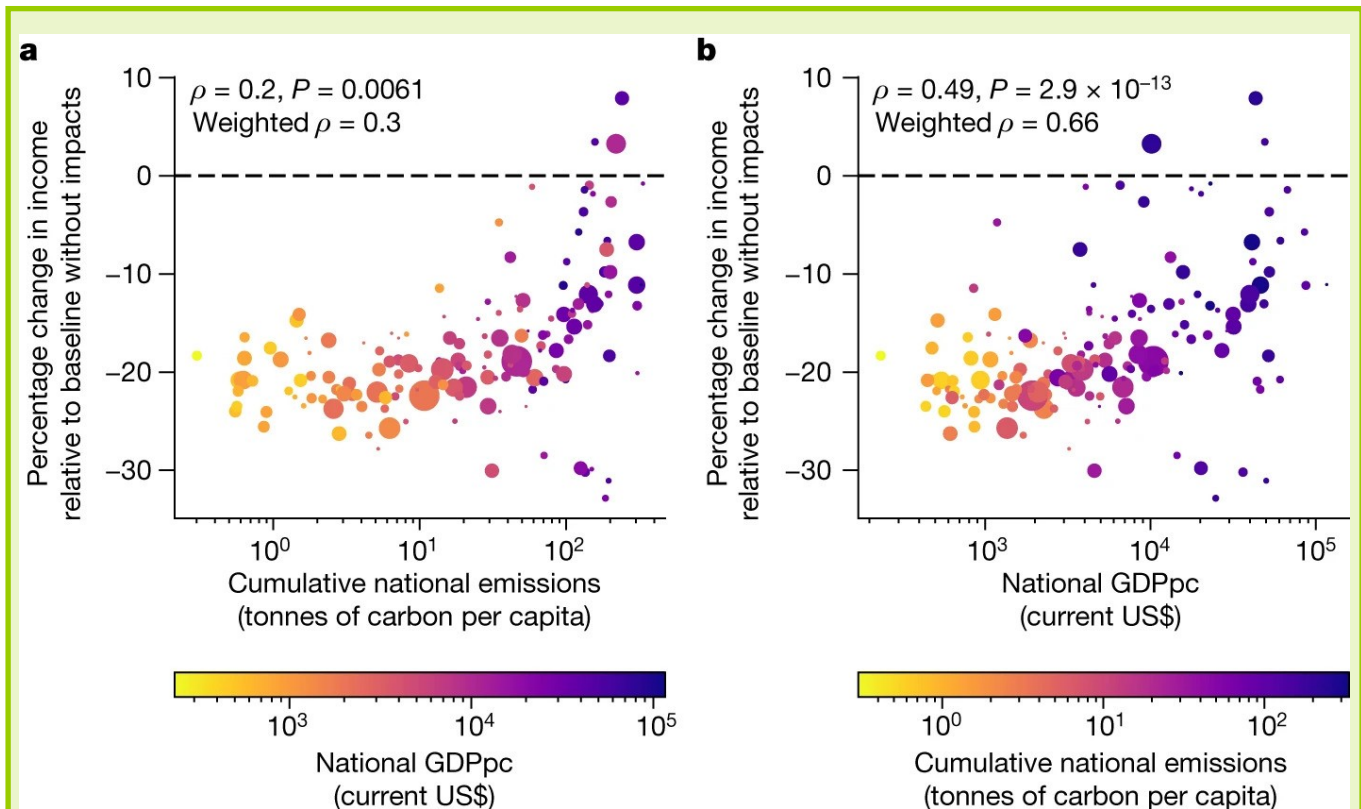 a
ρ = 0.2, P = 0.0061
Weighted ρ = 0.3
Percentage change in income
relative to baseline without impacts
10
0
−10
−20
−30
10⁰
10¹
10²
Cumulative national emissions
(tonnes of carbon per capita)
10³
10⁴
10⁵
National GDPpc
(current US$)
b
ρ = 0.49, P = 2.9 × 10⁻¹³
Weighted ρ = 0.66
Percentage change in income
relative to baseline without impacts
10
0
−10
−20
−30
10³
10⁴
10⁵
National GDPpc
(current US$)
10⁰
10¹
10²
Cumulative national emissions
(tonnes of carbon per capita)